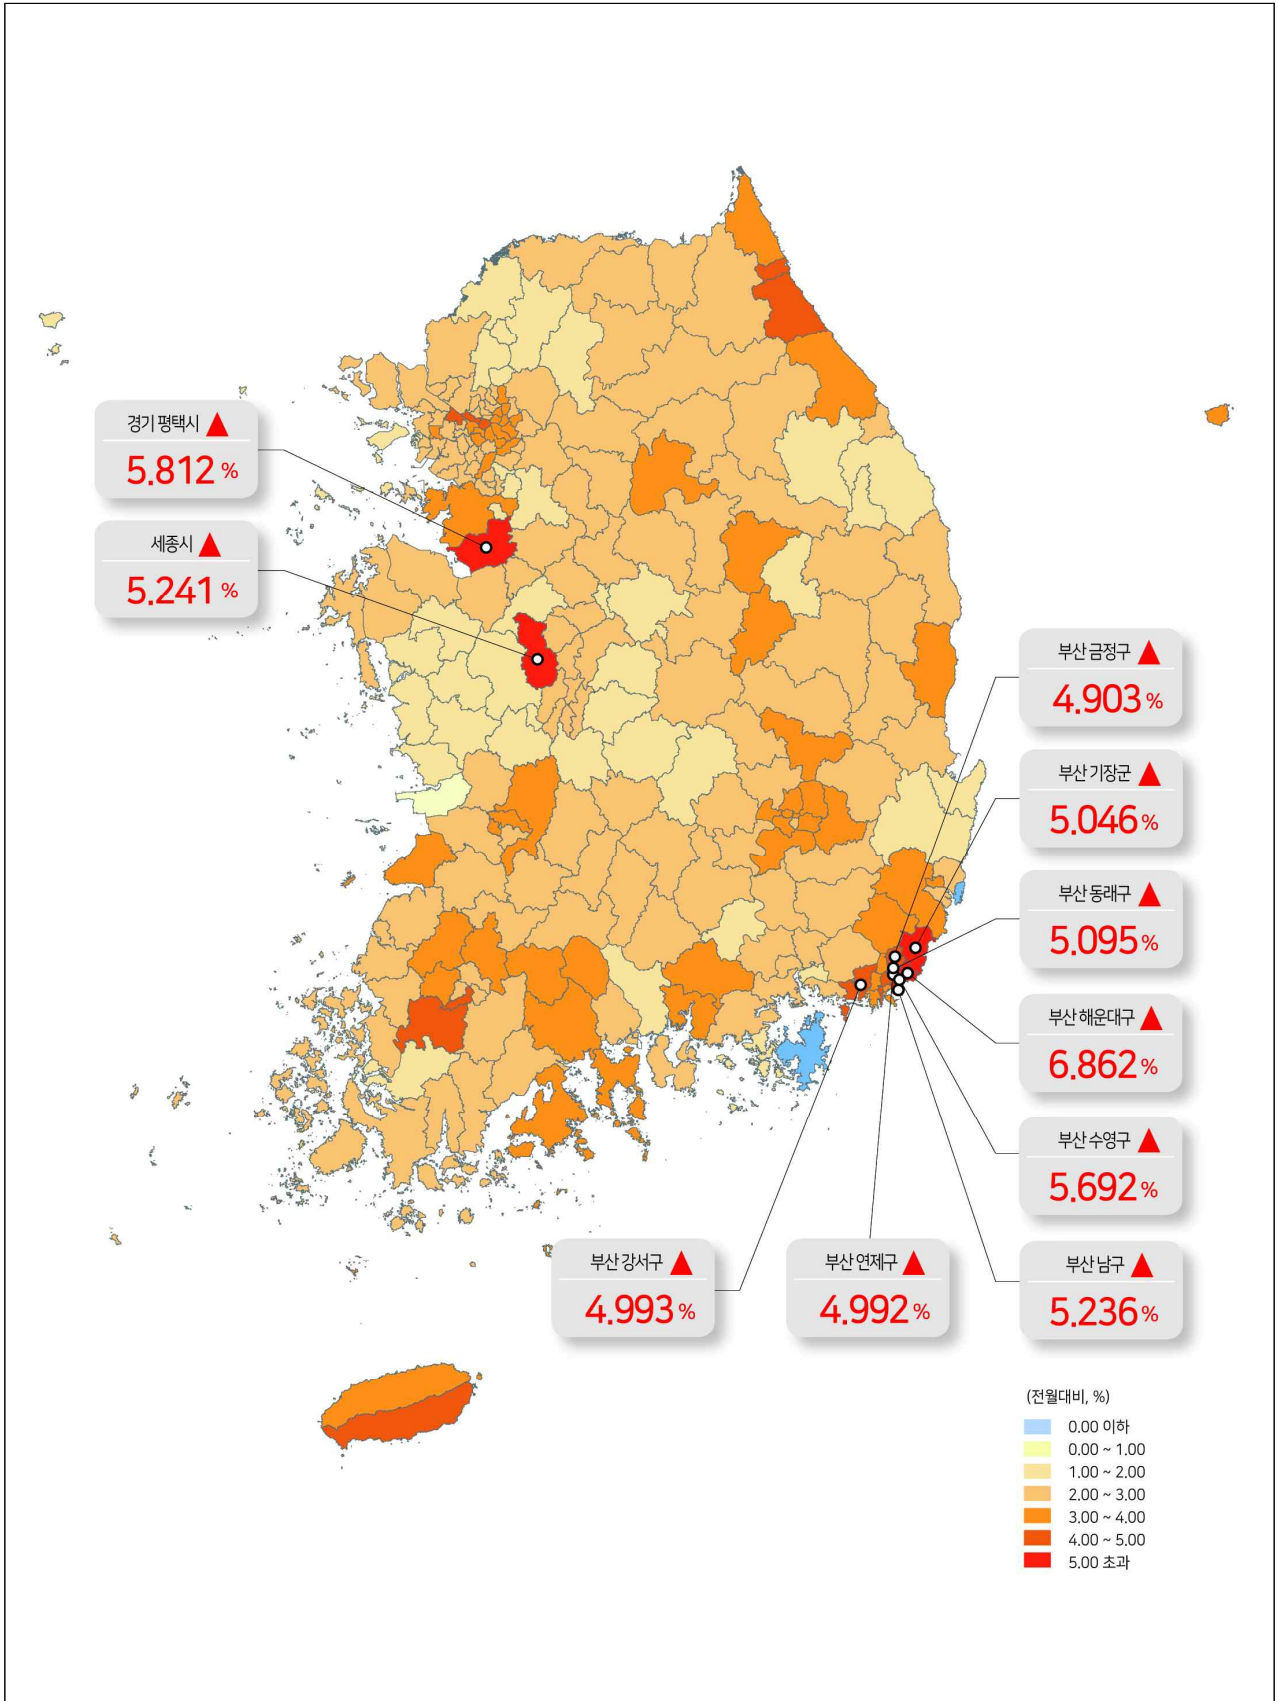 경기 평택시 ▲
5.812 %
세종시 ▲
5.241 %
부산 금정구 ▲
4.903 %
부산 기장군 ▲
5.046 %
부산 동래구 ▲
5.095 %
부산 해운대구 ▲
6.862 %
부산 수영구 ▲
5.692 %
부산 강서구 ▲
4.993 %
부산 연제구 ▲
4.992 %
부산 남구 ▲
5.236 %
(전월대비, %)
0.00 이하
0.00 ~ 1.00
1.00 ~ 2.00
2.00 ~ 3.00
3.00 ~ 4.00
4.00 ~ 5.00
5.00 초과